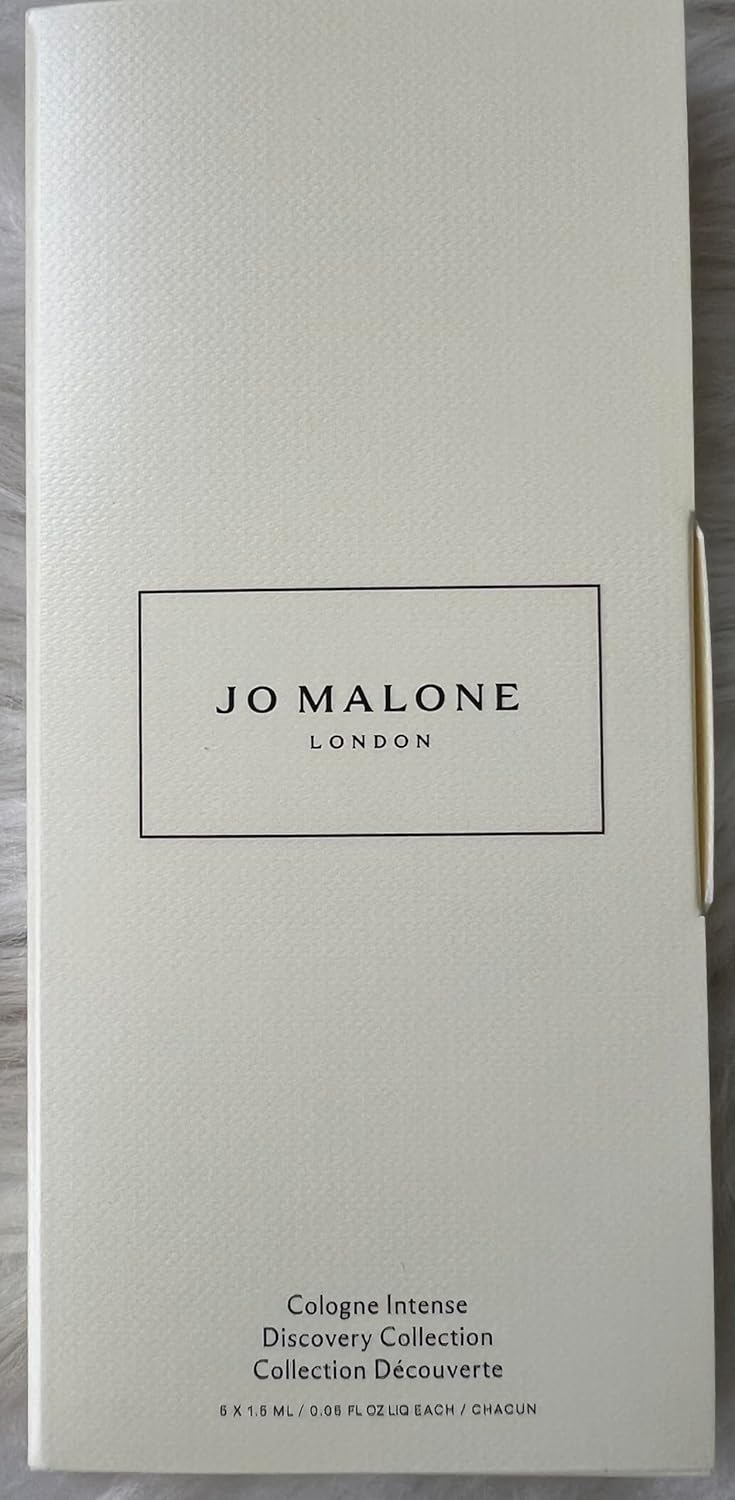 JO MALONE
LONDON
Cologne Intense
Discovery Collection
Collection Découverte
5 X 1.5 ML / 0.05 FL OZ LIQ EACH / CHACUN